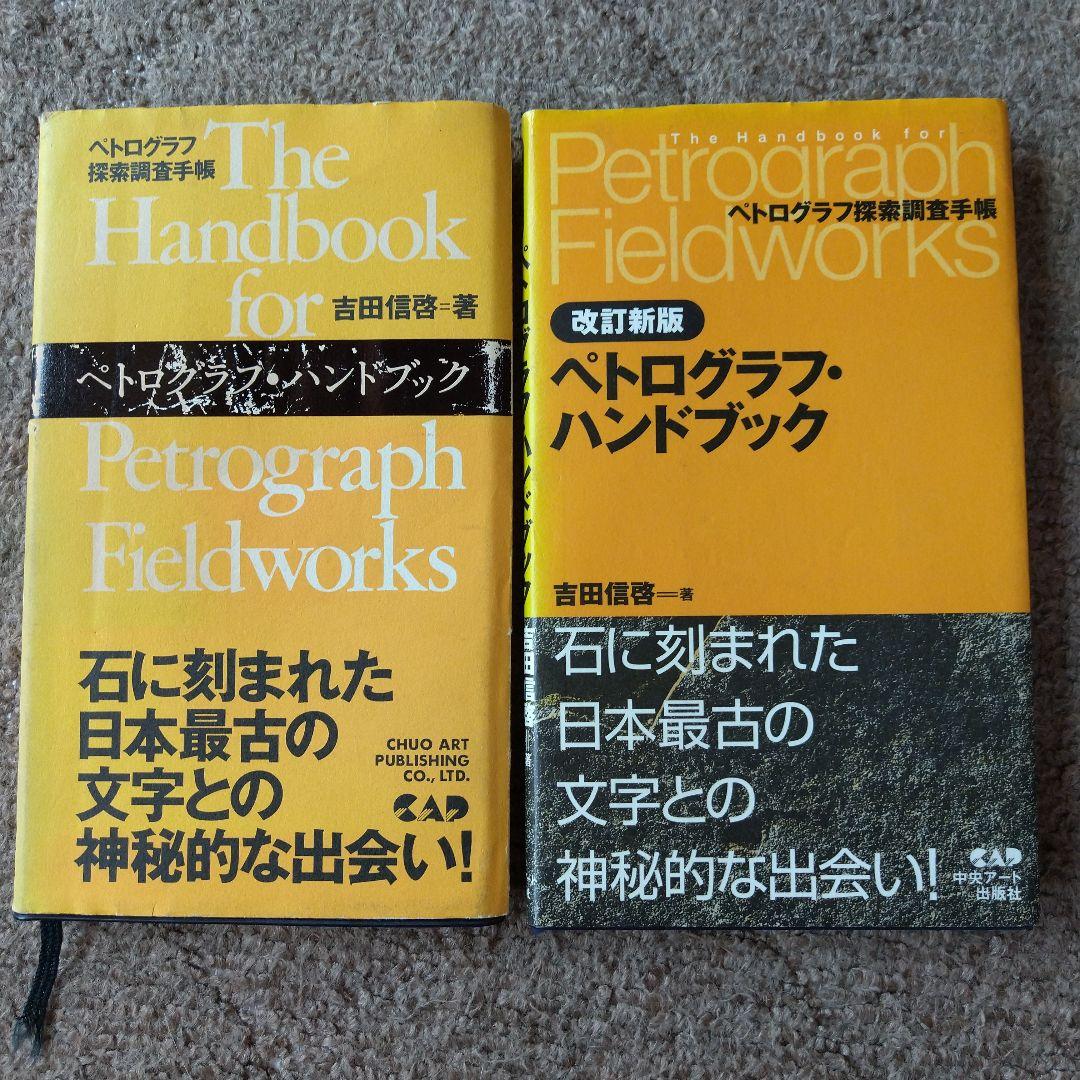 ペトログラフ
探索調査手帳
The
Handbook
for
吉田信啓=著
ペトログラフ・ハンドブック
Petrograph
Fieldworks
石に刻まれた
日本最古の
文字との
神秘的な出会い!
CHUO ART
PUBLISHING
CO., LTD.
CAD
The Handbook for
Petrograph
ペトログラフ探索調査手帳
Fieldworks
改訂新版
ペトログラフ・
ハンドブック
吉田信啓=著
石に刻まれた
日本最古の
文字との
神秘的な出会い!
CAD
中央アート
出版社